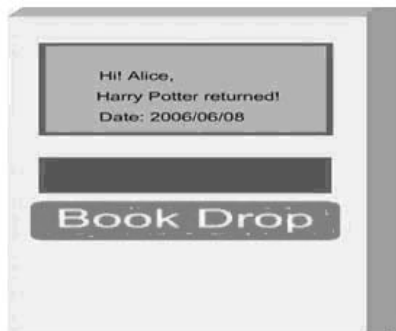 Hi! Alice,
Harry Potter returned!
Date: 2006/06/08
Book Drop